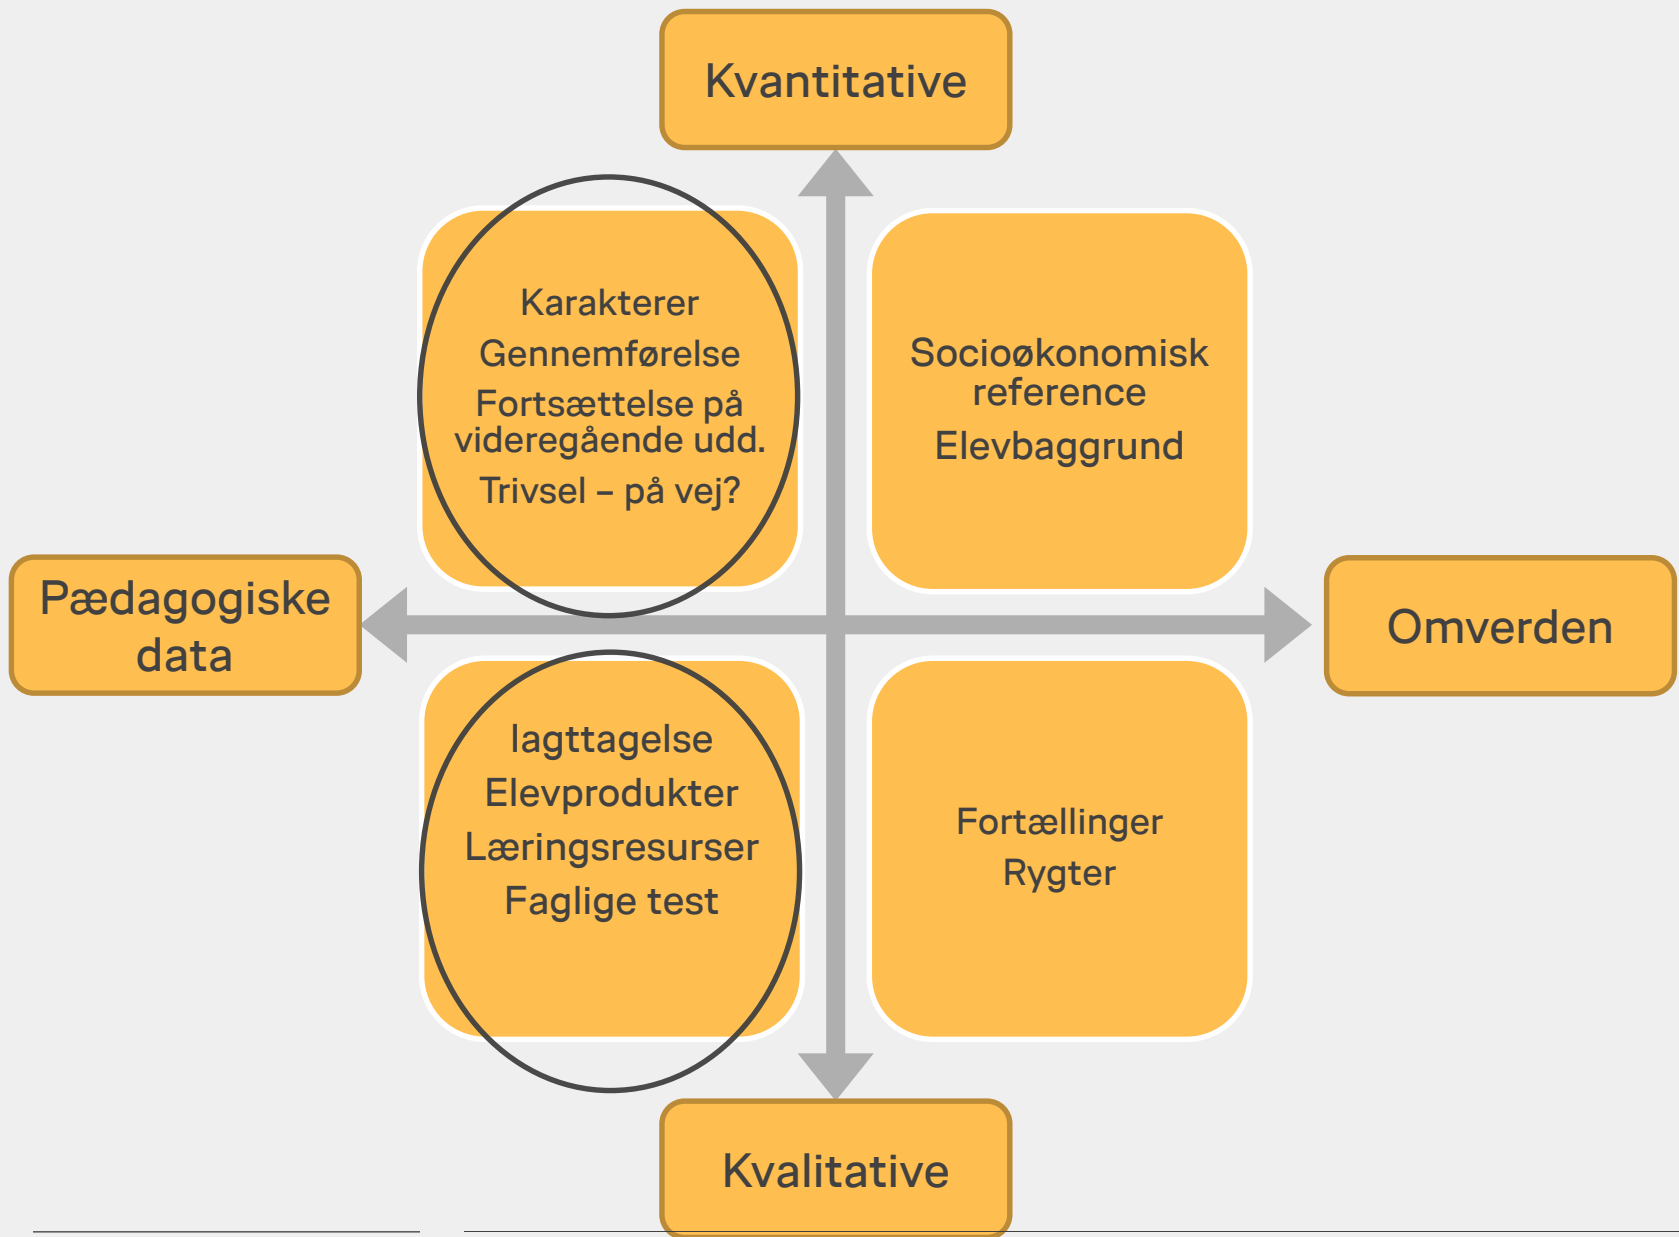 Kvantitative
Karakterer
Gennemførelse
Fortsættelse på
videregående udd.
Trivsel – på vej?
Socioøkonomisk
reference
Elevbaggrund
Pædagogiske
data
Omverden
Iagttagelse
Elevprodukter
Læringsresurser
Faglige test
Fortællinger
Rygter
Kvalitative